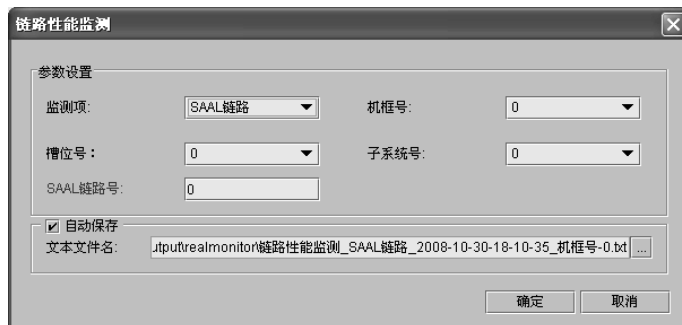 链路性能监测
参数设置
监测项: SAAL链路 机框号: 0
槽位号： 0 子系统号: 0
SAAL链路号: 0
自动保存
文本文件名: utput\realmonitor\链路性能监测_SAAL链路_2008-10-30-18-10-35_机框号-0.txt ...
确定 取消